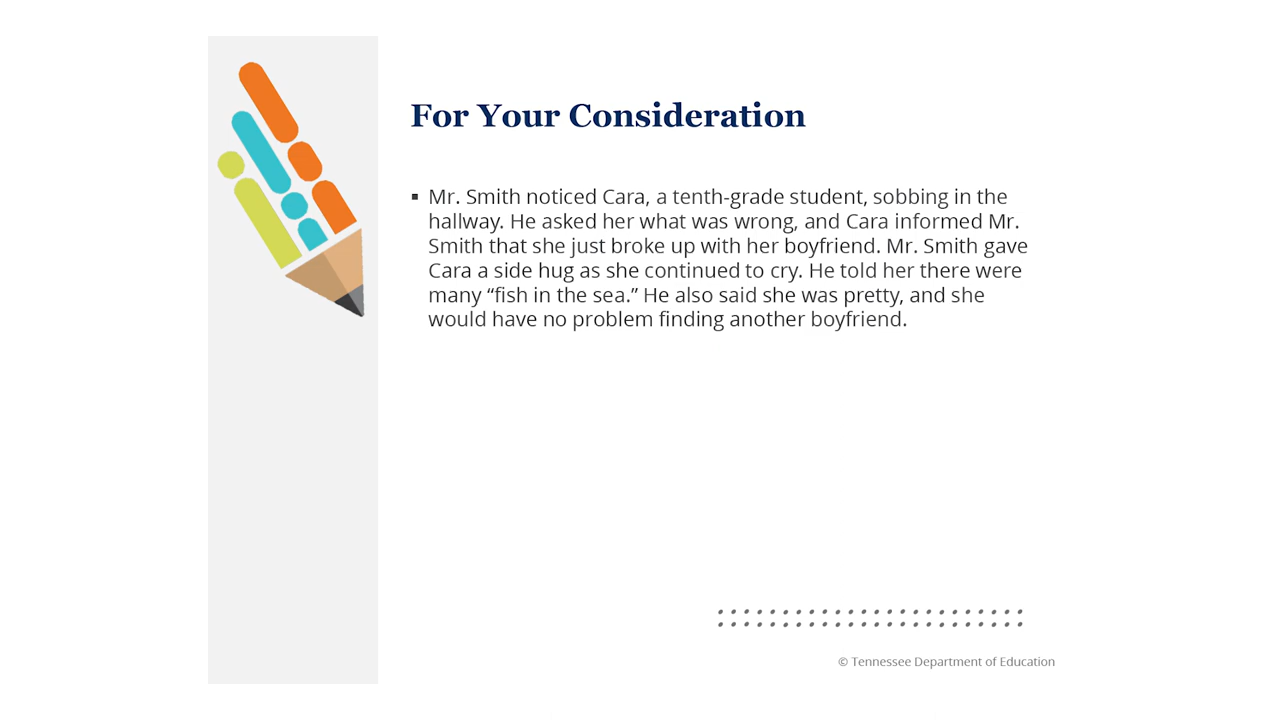 For Your Consideration
▪ Mr. Smith noticed Cara, a tenth-grade student, sobbing in the
hallway. He asked her what was wrong, and Cara informed Mr.
Smith that she just broke up with her boyfriend. Mr. Smith gave
Cara a side hug as she continued to cry. He told her there were
many “fish in the sea.” He also said she was pretty, and she
would have no problem finding another boyfriend.
© Tennessee Department of Education